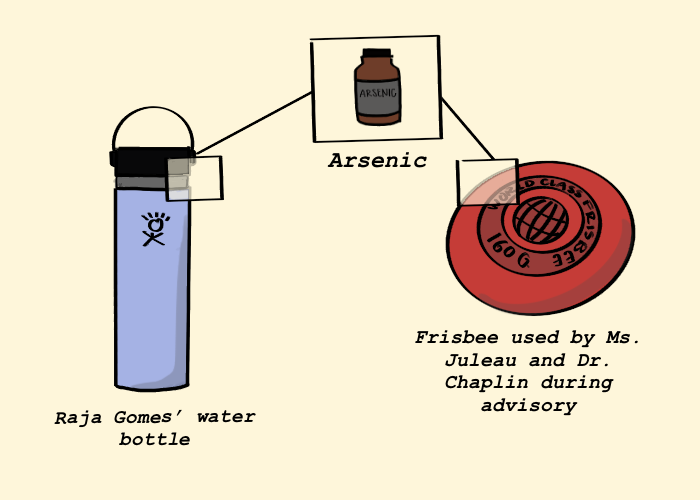 ARSENIC
Arsenic
WORLD CLASS FRISBEE
160 G
Frisbee used by Ms.
Juleau and Dr.
Chaplin during
advisory
Raja Gomes' water
bottle